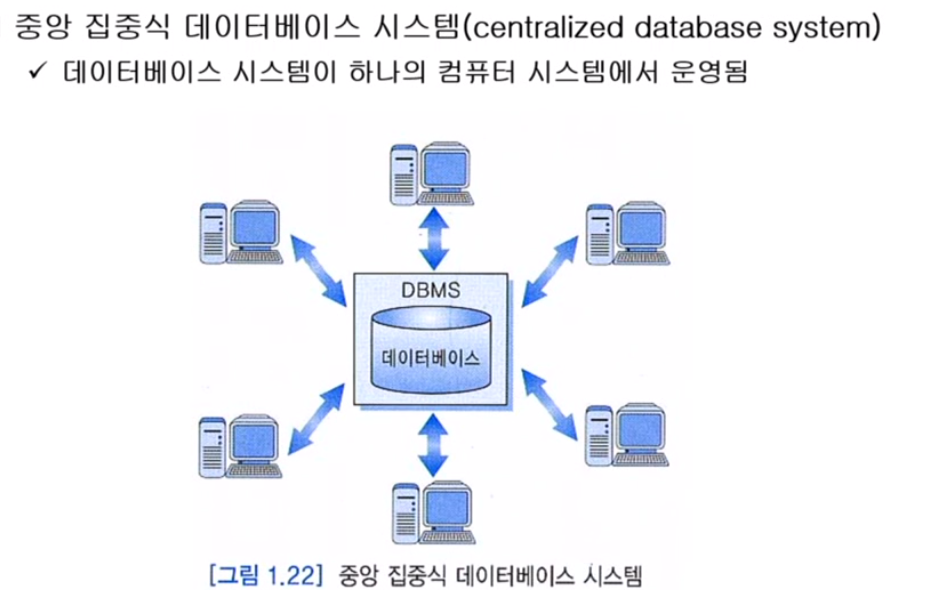 중앙 집중식 데이터베이스 시스템(centralized database system)
✓ 데이터베이스 시스템이 하나의 컴퓨터 시스템에서 운영됨
DBMS
데이터베이스
[그림 1.22] 중앙 집중식 데이터베이스 시스템